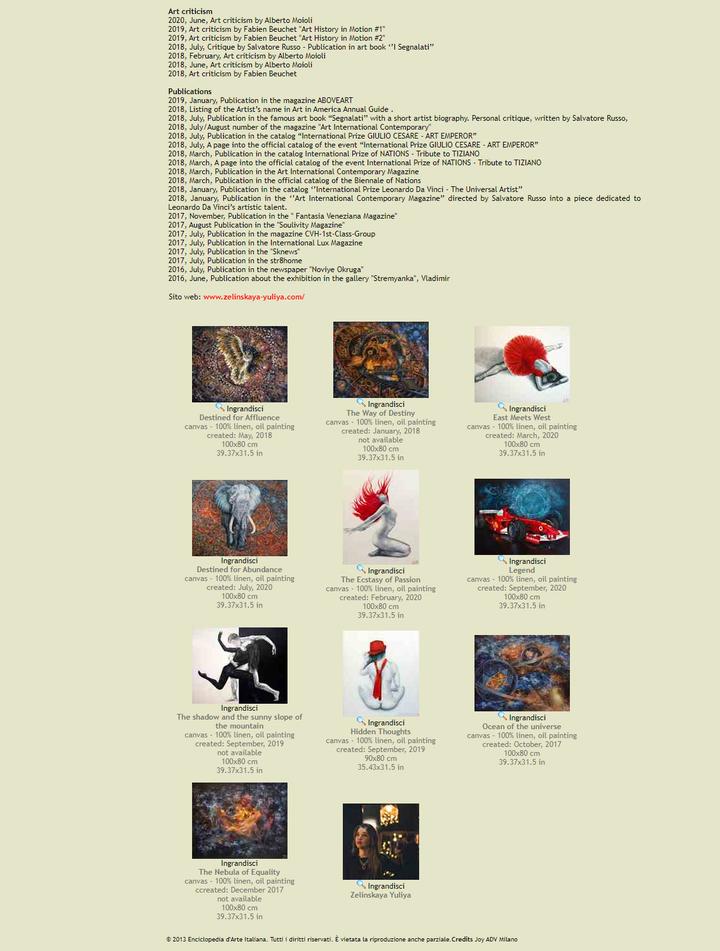 Art criticism
2020, June, Art criticism by Alberto Moioli
2019, Art criticism by Fabien Beuchet "Art History in Motion #1"
2019, Art criticism by Fabien Beuchet "Art History in Motion #2"
2018, July, Critique by Salvatore Russo - Publication in art book ‘’I Segnalati’’
2018, February, Art criticism by Alberto Moioli
2018, June, Art criticism by Alberto Moioli
2018, Art criticism by Fabien Beuchet
Publications
2019, January, Publication in the magazine ABOVEART
2018, Listing of the Artist’s name in Art in America Annual Guide .
2018, July, Publication in the famous art book “Segnalati” with a short artist biography. Personal critique, written by Salvatore Russo,
2018, July/August number of the magazine "Art International Contemporary"
2018, July, Publication in the catalog “International Prize GIULIO CESARE - ART EMPEROR”
2018, July, A page into the official catalog of the event “International Prize GIULIO CESARE - ART EMPEROR”
2018, March, Publication in the catalog International Prize of NATIONS - Tribute to TIZIANO
2018, March, A page into the official catalog of the event International Prize of NATIONS - Tribute to TIZIANO
2018, March, Publication in the Art International Contemporary Magazine
2018, March, Publication in the official catalog of the Biennale of Nations
2018, January, Publication in the catalog ‘’International Prize Leonardo Da Vinci - The Universal Artist’’
2018, January, Publication in the ‘’Art International Contemporary Magazine’’ directed by Salvatore Russo into a piece dedicated to
Leonardo Da Vinci’s artistic talent.
2017, November, Publication in the " Fantasia Veneziana Magazine"
2017, August Publication in the "Soulivity Magazine"
2017, July, Publication in the magazine CVH-1st-Class-Group
2017, July, Publication in the International Lux Magazine
2017, July, Publication in the "Sknews"
2017, July, Publication in the str8home
2016, July, Publication in the newspaper "Noviye Okruga"
2016, June, Publication about the exhibition in the gallery "Stremyanka", Vladimir
Sito web: www.zelinskaya-yuliya.com/
Ingrandisci
Destined for Affluence
canvas - 100% linen, oil painting
created: May, 2018
100x80 cm
39.37x31.5 in
Ingrandisci
The Way of Destiny
canvas - 100% linen, oil painting
created: January, 2018
not available
100x80 cm
39.37x31.5 in
Ingrandisci
East Meets West
canvas - 100% linen, oil painting
created: March, 2020
100x80 cm
39.37x31.5 in
Ingrandisci
Destined for Abundance
canvas - 100% linen, oil painting
created: July, 2020
100x80 cm
39.37x31.5 in
Ingrandisci
The Ecstasy of Passion
canvas - 100% linen, oil painting
created: February, 2020
100x80 cm
39.37x31.5 in
Ingrandisci
Legend
canvas - 100% linen, oil painting
created: September, 2020
100x80 cm
39.37x31.5 in
Ingrandisci
The shadow and the sunny slope of
the mountain
canvas - 100% linen, oil painting
created: September, 2019
not available
100x80 cm
39.37x31.5 in
Ingrandisci
Hidden Thoughts
canvas - 100% linen, oil painting
created: September, 2019
90x80 cm
35.43x31.5 in
Ingrandisci
Ocean of the universe
canvas - 100% linen, oil painting
created: October, 2017
100x80 cm
39.37x31.5 in
Ingrandisci
The Nebula of Equality
canvas - 100% linen, oil painting
ccreated: December 2017
not available
100x80 cm
39.37x31.5 in
Ingrandisci
Zelinskaya Yuliya
© 2013 Enciclopedia d'Arte Italiana. Tutti i diritti riservati. È vietata la riproduzione anche parziale.Credits Joy ADV Milano